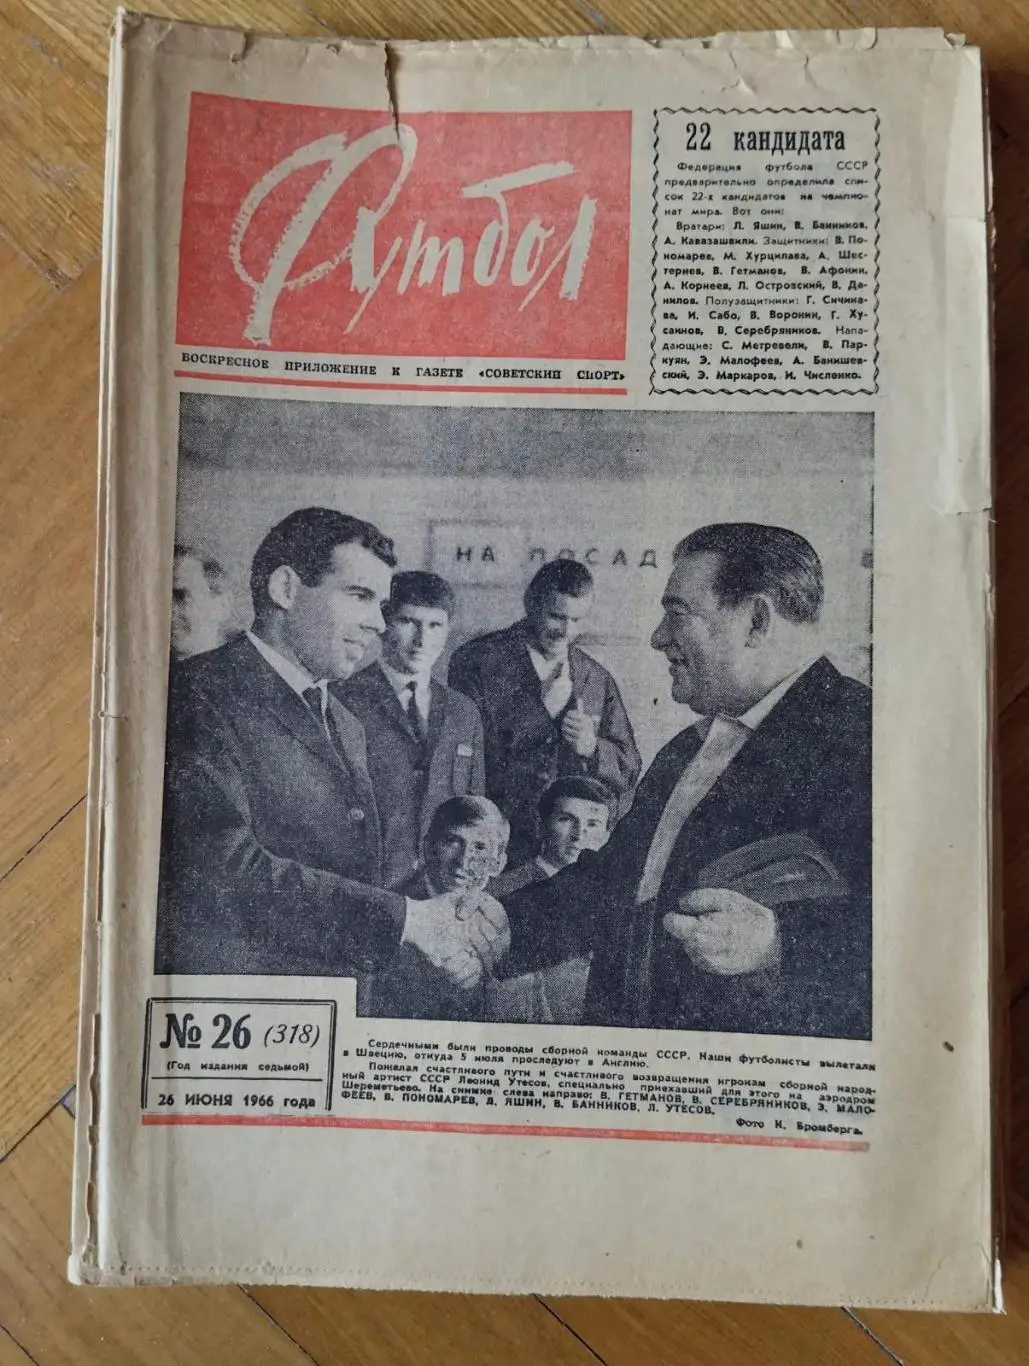 Футбол
ВОСКРЕСНОЕ ПРИЛОЖЕНИЕ К ГАЗЕТЕ «СОВЕТСКИЙ СПОРТ»
22 кандидата
Федерация футбола СССР
предварительно определила спи-
сок 22-х кандидатов на чемпио-
нат мира. Вот они:
Вратари: Л. Яшин, В. Банников,
А. Кавазашвили. Защитники: В. По-
номарев, М. Хурцилава, А. Шес-
тернев, В. Гетманов, В. Афонин,
А. Корнеев, Л. Островский, В. Да-
нилов. Полузащитники: Г. Сичина-
ва, И. Сабо, В. Воронин, Г. Ху-
саинов, В. Серебряников. Напа-
дающие: С. Метревели, В. Пар-
куян, Э. Малофеев, А. Банишев-
ский, Э. Маркаров, И. Численко.
НА ПОСАД
№ 26 (318)
(Год издания седьмой)
26 ИЮНЯ 1966 года
Сердечными были проводы сборной команды СССР. Наши футболисты вылетали
в Швецию, откуда 5 июля проследуют в Англию.
Пожелал счастливого пути и счастливого возвращения игрокам сборной народ-
ный артист СССР Леонид Утесов, специально приехавший для этого на аэродром
Шереметьево. На снимке слева направо: В. ГЕТМАНОВ, В. СЕРЕБРЯНИКОВ, Э. МАЛО-
ФЕЕВ, В. ПОНОМАРЕВ, Л. ЯШИН, В. БАННИКОВ, Л. УТЕСОВ.
Фото И. Бромберга.